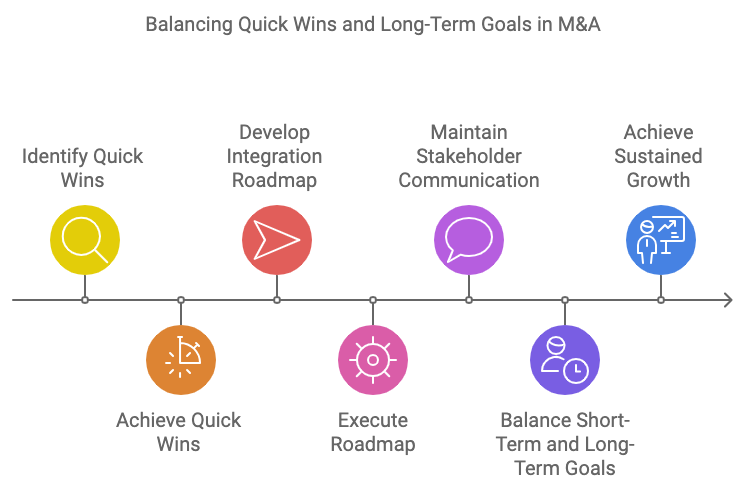 Balancing Quick Wins and Long-Term Goals in M&A
Identify Quick
Wins
Achieve Quick
Wins
Develop
Integration
Roadmap
Execute
Roadmap
Maintain
Stakeholder
Communication
Balance Short-
Term and Long-
Term Goals
Achieve
Sustained
Growth